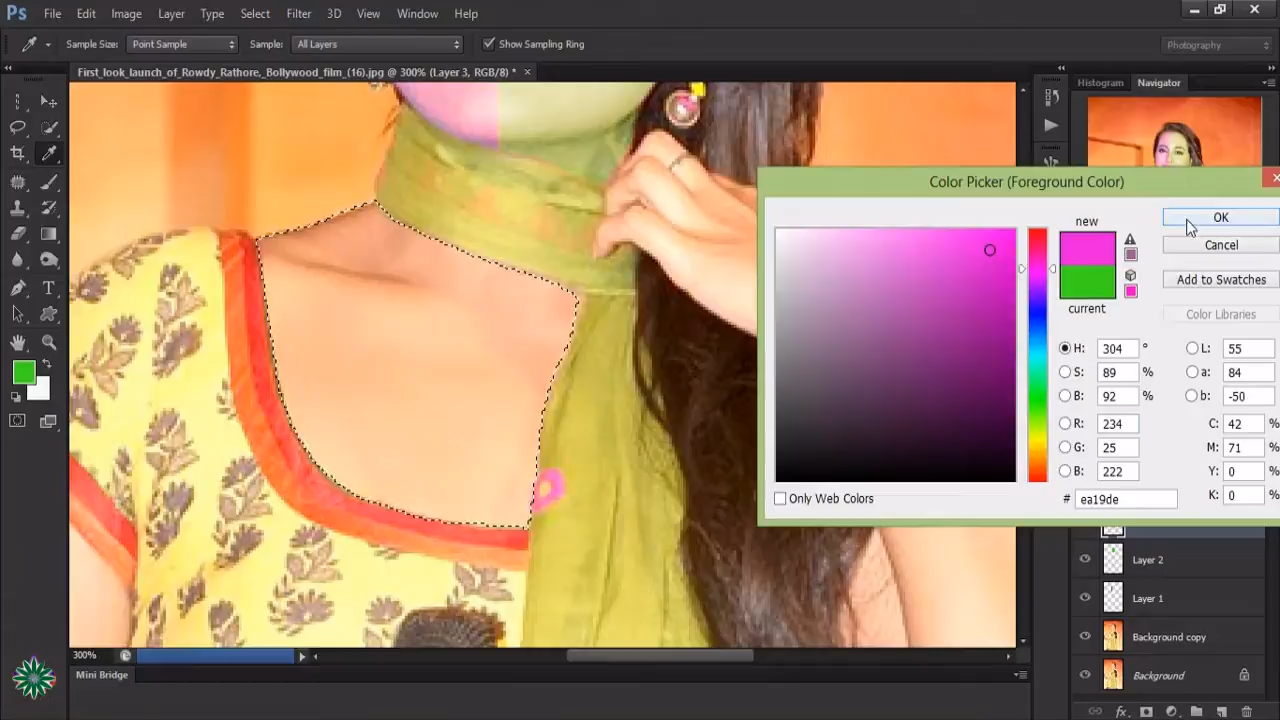 Ps File Edit Image Layer Type Select Filter 3D View Window Help
Sample Size: Point Sample Sample: All Layers Show Sampling Ring Photography
First_look_launch_of_Rowdy_Rathore,_Bollywood_film_(16).jpg @ 300% (Layer 3, RGB/8) *
Histogram Navigator
Color Picker (Foreground Color)
new
OK
Cancel
Add to Swatches
current
Color Libraries
H: 304 ° L: 55
S: 89 % a: 84
B: 92 % b: -50
R: 234 C: 42 %
G: 25 M: 71 %
B: 222 Y: 0 %
Only Web Colors # ea19de K: 0 %
Layer 2
Layer 1
Background copy
Background
300%
Mini Bridge
fx